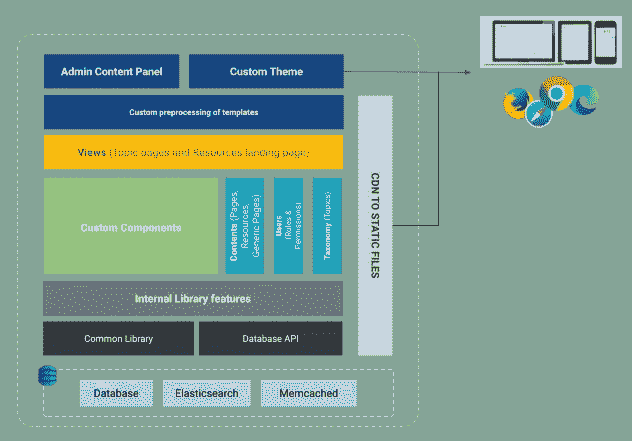 Admin Content Panel
Custom Theme
Custom preprocessing of templates
Views (Topic pages and Resources landing page)
Custom Components
Contents (Pages,
Resources,
Generic Pages)
Users
(Rules &
Permissions)
Taxonomy (Topics)
CDN TO STATIC FILES
Internal Library features
Common Library
Database API
Database
Elasticsearch
Memcached